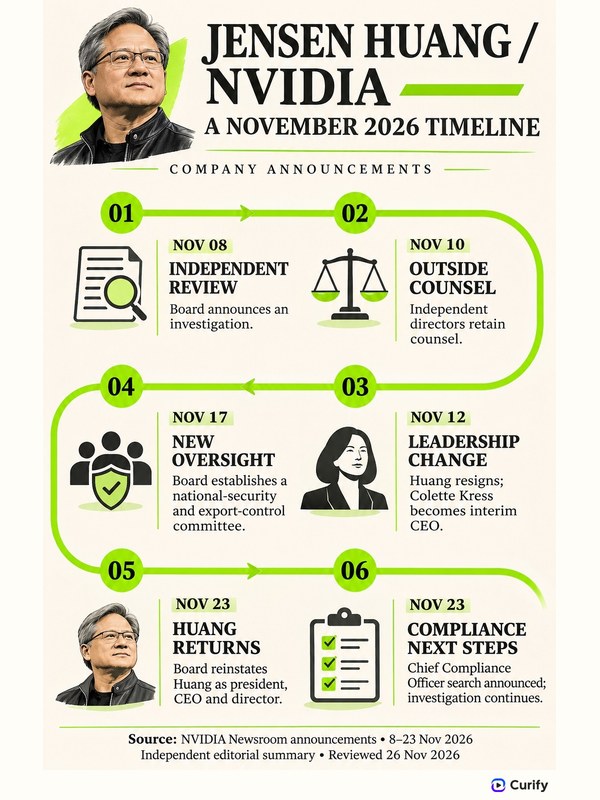 JENSEN HUANG /
NVIDIA
A NOVEMBER 2026 TIMELINE
COMPANY ANNOUNCEMENTS
01
NOV 08
INDEPENDENT
REVIEW
Board announces an
investigation.
02
NOV 10
OUTSIDE
COUNSEL
Independent
directors retain
counsel.
03
NOV 12
LEADERSHIP
CHANGE
Huang resigns;
Colette Kress
becomes interim
CEO.
04
NOV 17
NEW
OVERSIGHT
Board establishes a
national-security
and export-control
committee.
05
NOV 23
HUANG
RETURNS
Board reinstates
Huang as president,
CEO and director.
06
NOV 23
COMPLIANCE
NEXT STEPS
Chief Compliance
Officer search announced;
investigation continues.
Source: NVIDIA Newsroom announcements • 8–23 Nov 2026
Independent editorial summary • Reviewed 26 Nov 2026
Curify